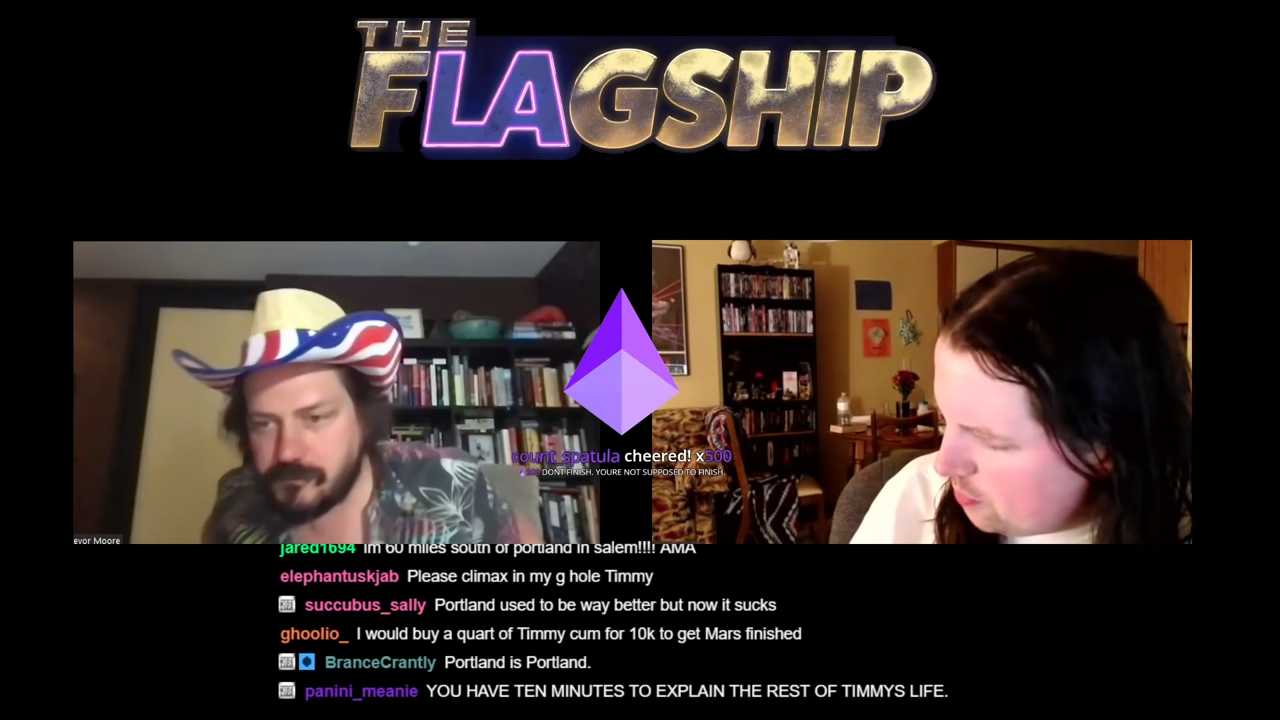 THE
FLAGSHIP
count_spatula cheered! x500
DONT FINISH. YOURE NOT SUPPOSED TO FINISH.
evor Moore
jared1694 im 60 miles south of portland in salem!!!! AMA
elephantuskjab Please climax in my g hole Timmy
succubus_sally Portland used to be way better but now it sucks
ghoolio_ I would buy a quart of Timmy cum for 10k to get Mars finished
BranceCrantly Portland is Portland.
panini_meanie YOU HAVE TEN MINUTES TO EXPLAIN THE REST OF TIMMYS LIFE.